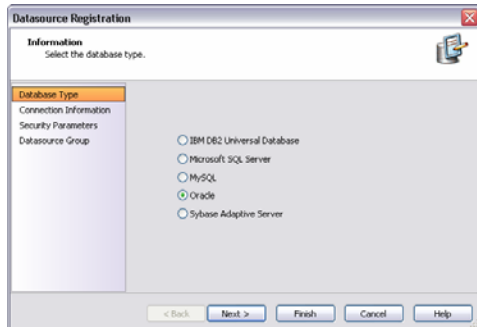 Datasource Registration
Information
Select the database type.
Database Type
Connection Information
Security Parameters
Datasource Group
IBM DB2 Universal Database
Microsoft SQL Server
MySQL
Oracle
Sybase Adaptive Server
< Back
Next >
Finish
Cancel
Help